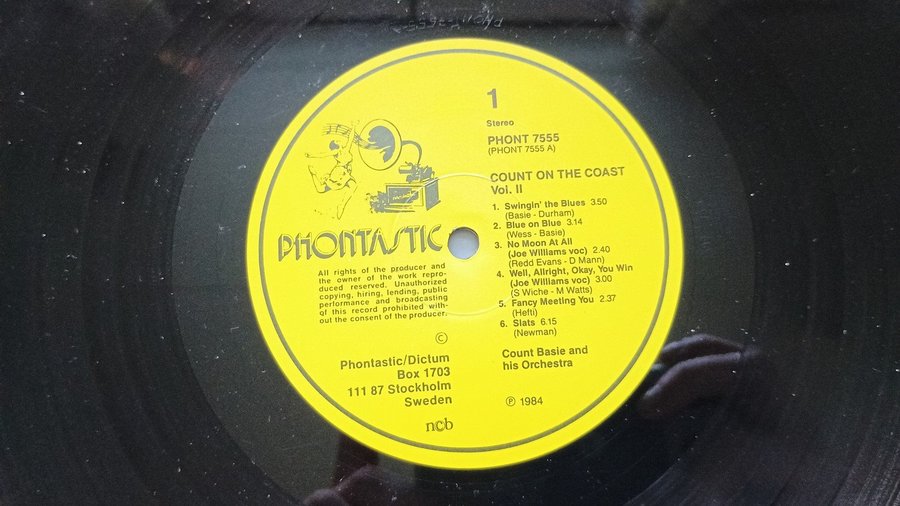 PHONTASTIC
All rights of the producer and
the owner of the work repro-
duced reserved. Unauthorized
copying, hiring, lending, public
performance and broadcasting
of this record prohibited with-
out the consent of the producer.
©
Phontastic/Dictum
Box 1703
111 87 Stockholm
Sweden
ncb
1
Stereo
PHONT 7555
(PHONT 7555 A)
COUNT ON THE COAST
Vol. II
1. Swingin' the Blues 3.50
(Basie - Durham)
2. Blue on Blue 3.14
(Wess - Basie)
3. No Moon At All
(Joe Williams voc) 2.40
(Redd Evans - D Mann)
4. Well, Allright, Okay, You Win
(Joe Williams voc) 3.00
(S Wiche - M Watts)
5. Fancy Meeting You 2.37
(Hefti)
6. Slats 6.15
(Newman)
Count Basie and
his Orchestra
℗ 1984